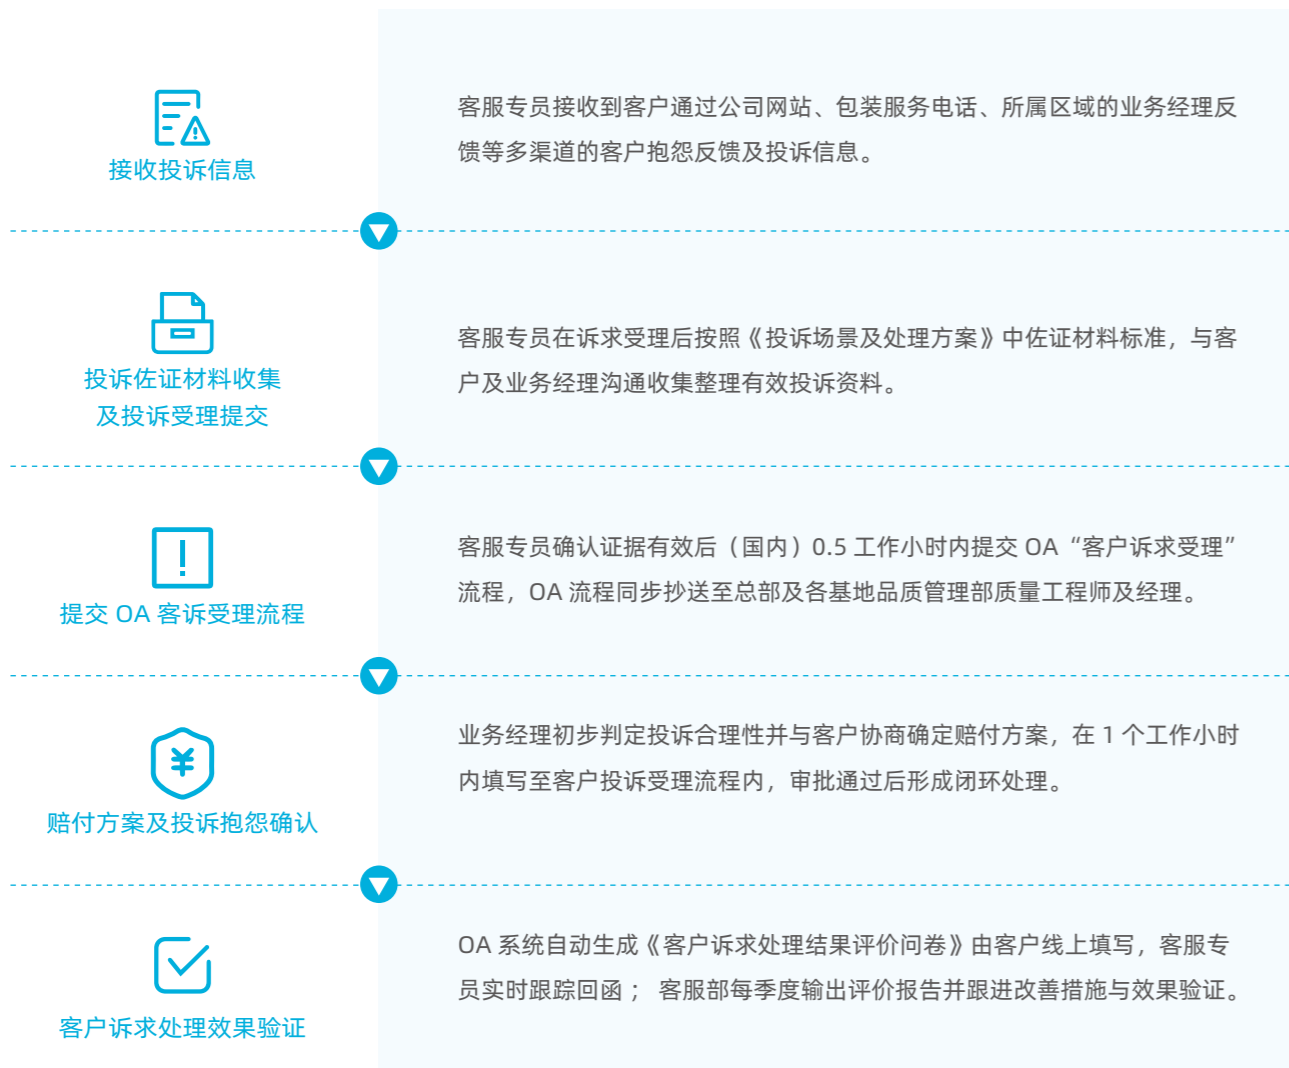 接收投诉信息
客服专员接收到客户通过公司网站、包装服务电话、所属区域的业务经理反
馈等多渠道的客户抱怨反馈及投诉信息。
投诉佐证材料收集
及投诉受理提交
客服专员在诉求受理后按照《投诉场景及处理方案》中佐证材料标准，与客
户及业务经理沟通收集整理有效投诉资料。
提交 OA 客诉受理流程
客服专员确认证据有效后（国内）0.5 工作小时内提交 OA “客户诉求受理”
流程，OA 流程同步抄送至总部及各基地品质管理部质量工程师及经理。
¥
赔付方案及投诉抱怨确认
业务经理初步判定投诉合理性并与客户协商确定赔付方案，在 1 个工作小时
内填写至客户投诉受理流程内，审批通过后形成闭环处理。
客户诉求处理效果验证
OA 系统自动生成《客户诉求处理结果评价问卷》由客户线上填写，客服专
员实时跟踪回函； 客服部每季度输出评价报告并跟进改善措施与效果验证。